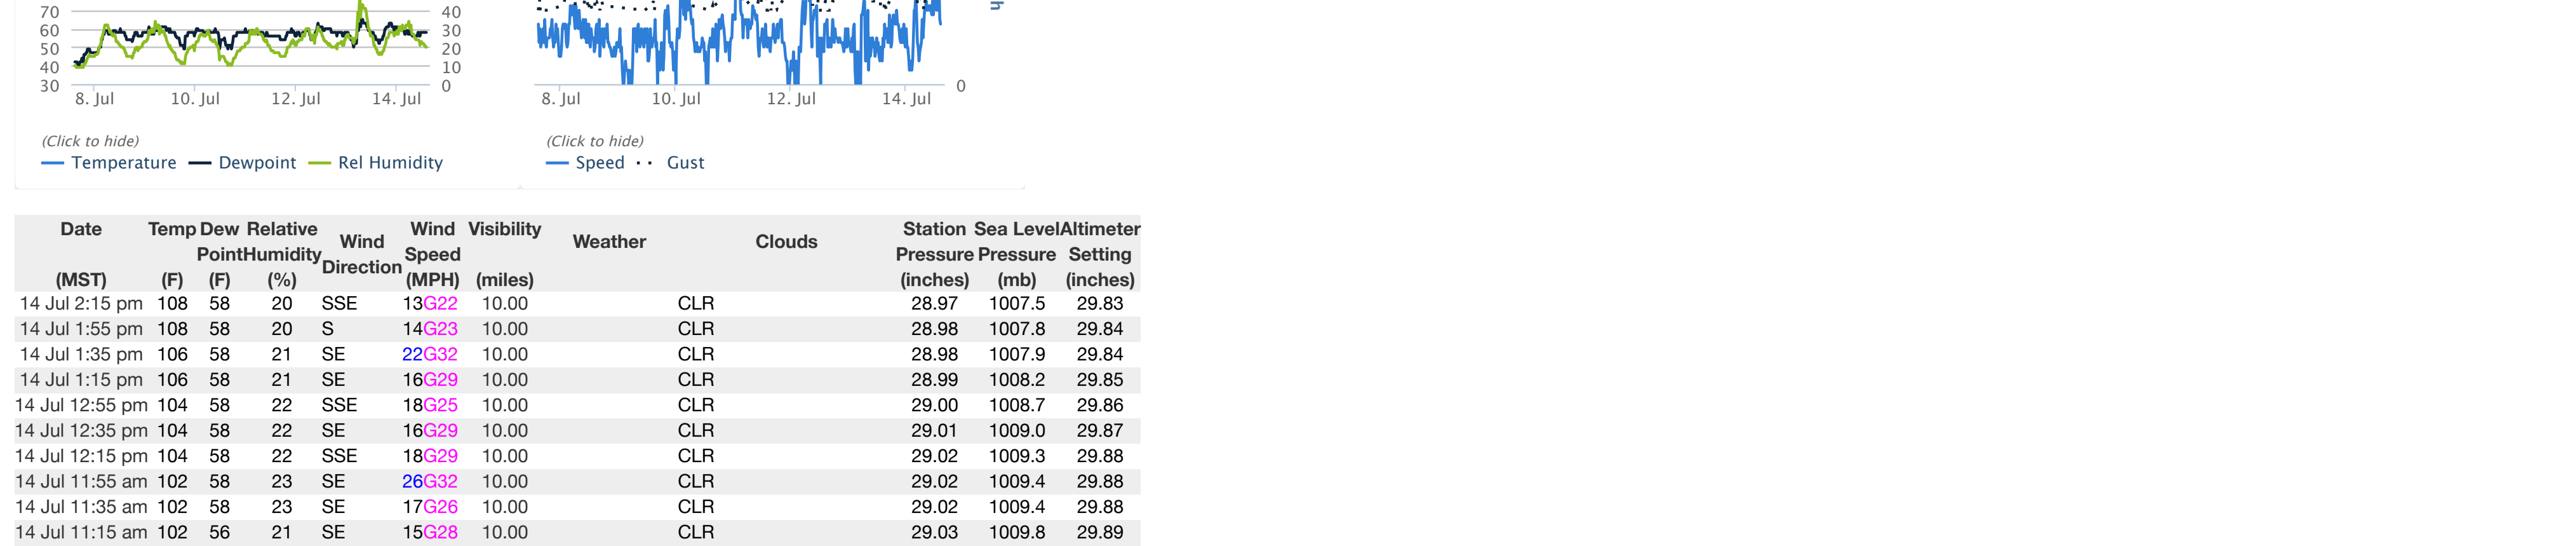 70 40
60 30
50 20
40 10
30 0 0
8. Jul 10. Jul 12. Jul 14. Jul 8. Jul 10. Jul 12. Jul 14. Jul
(Click to hide) (Click to hide)
Temperature Dewpoint Rel Humidity Speed Gust
Date Temp Dew Relative Wind Visibility Station Sea Level Altimeter
Wind Weather Clouds
Point Humidity Speed Pressure Pressure Setting
Direction
(MST) (F) (F) (%) (MPH) (miles) (inches) (mb) (inches)
14 Jul 2:15 pm 108 58 20 SSE 13G22 10.00 CLR 28.97 1007.5 29.83
14 Jul 1:55 pm 108 58 20 S 14G23 10.00 CLR 28.98 1007.8 29.84
14 Jul 1:35 pm 106 58 21 SE 22G32 10.00 CLR 28.98 1007.9 29.84
14 Jul 1:15 pm 106 58 21 SE 16G29 10.00 CLR 28.99 1008.2 29.85
14 Jul 12:55 pm 104 58 22 SSE 18G25 10.00 CLR 29.00 1008.7 29.86
14 Jul 12:35 pm 104 58 22 SE 16G29 10.00 CLR 29.01 1009.0 29.87
14 Jul 12:15 pm 104 58 22 SSE 18G29 10.00 CLR 29.02 1009.3 29.88
14 Jul 11:55 am 102 58 23 SE 26G32 10.00 CLR 29.02 1009.4 29.88
14 Jul 11:35 am 102 58 23 SE 17G26 10.00 CLR 29.02 1009.4 29.88
14 Jul 11:15 am 102 56 21 SE 15G28 10.00 CLR 29.03 1009.8 29.89